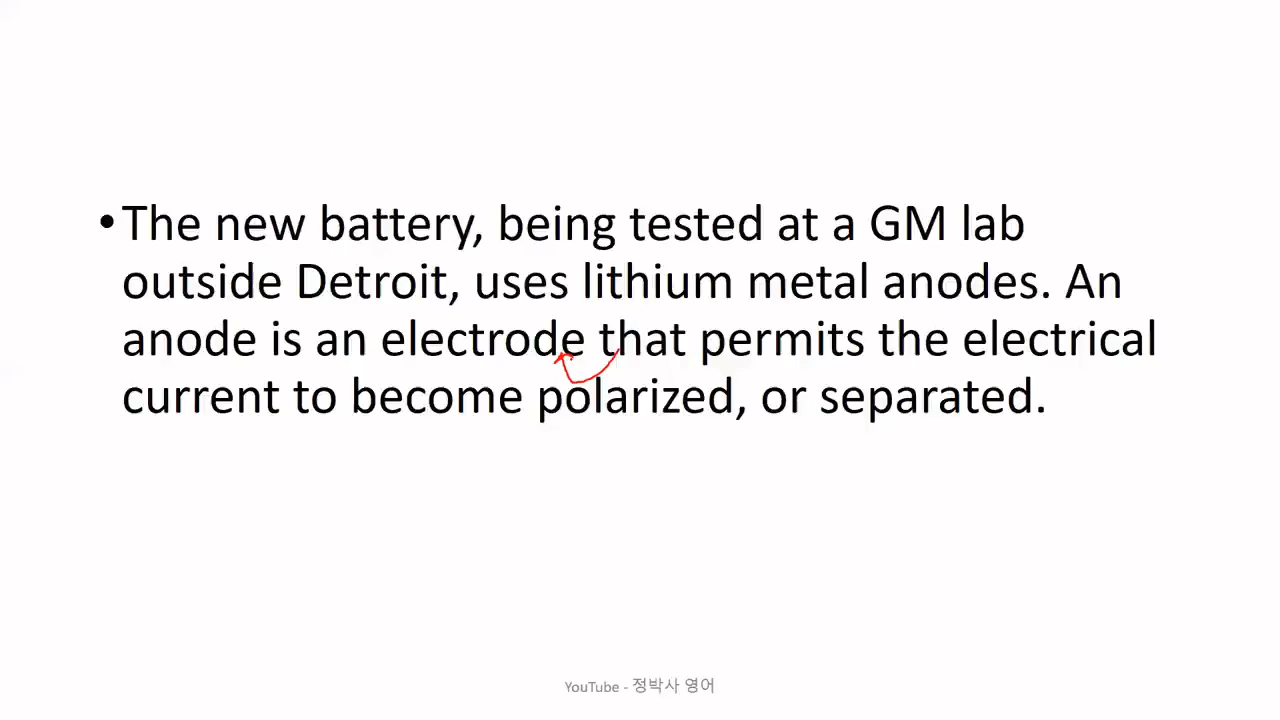 •The new battery, being tested at a GM lab
outside Detroit, uses lithium metal anodes. An
anode is an electrode that permits the electrical
current to become polarized, or separated.
YouTube - 정박사 영어